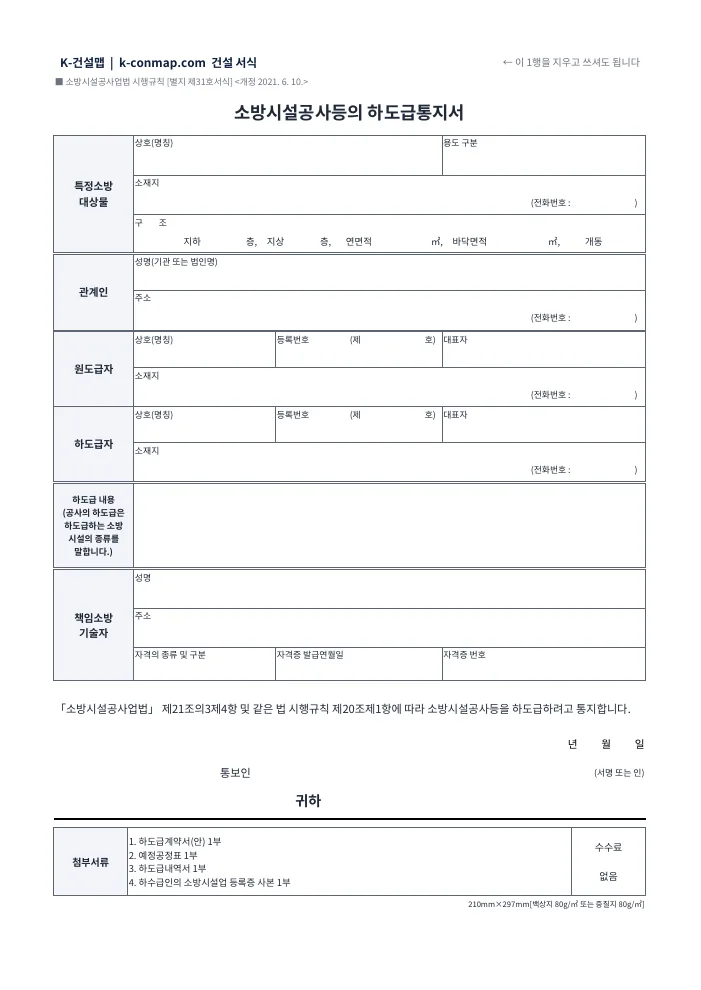 K-건설맵 | k-conmap.com 건설 서식
← 이 1행을 지우고 쓰셔도 됩니다
■ 소방시설공사업법 시행규칙 [별지 제31호서식] <개정 2021. 6. 10.>
소방시설공사등의 하도급통지서
특정소방
대상물
상호(명칭)
용도 구분
소재지
(전화번호 : )
구 조
지하 층, 지상 층, 연면적 ㎡, 바닥면적 ㎡, 개동
관계인
성명(기관 또는 법인명)
주소
(전화번호 : )
원도급자
상호(명칭)
등록번호 (제 호)
대표자
소재지
(전화번호 : )
하도급자
상호(명칭)
등록번호 (제 호)
대표자
소재지
(전화번호 : )
하도급 내용
(공사의 하도급은
하도급하는 소방
시설의 종류를
말합니다.)
책임소방
기술자
성명
주소
자격의 종류 및 구분
자격증 발급연월일
자격증 번호
「소방시설공사업법」 제21조의3제4항 및 같은 법 시행규칙 제20조제1항에 따라 소방시설공사등을 하도급하려고 통지합니다.
년 월 일
통보인 (서명 또는 인)
귀하
첨부서류
1. 하도급계약서(안) 1부
2. 예정공정표 1부
3. 하도급내역서 1부
4. 하수급인의 소방시설업 등록증 사본 1부
수수료
없음
210mm×297mm[백상지 80g/㎡ 또는 중질지 80g/㎡]